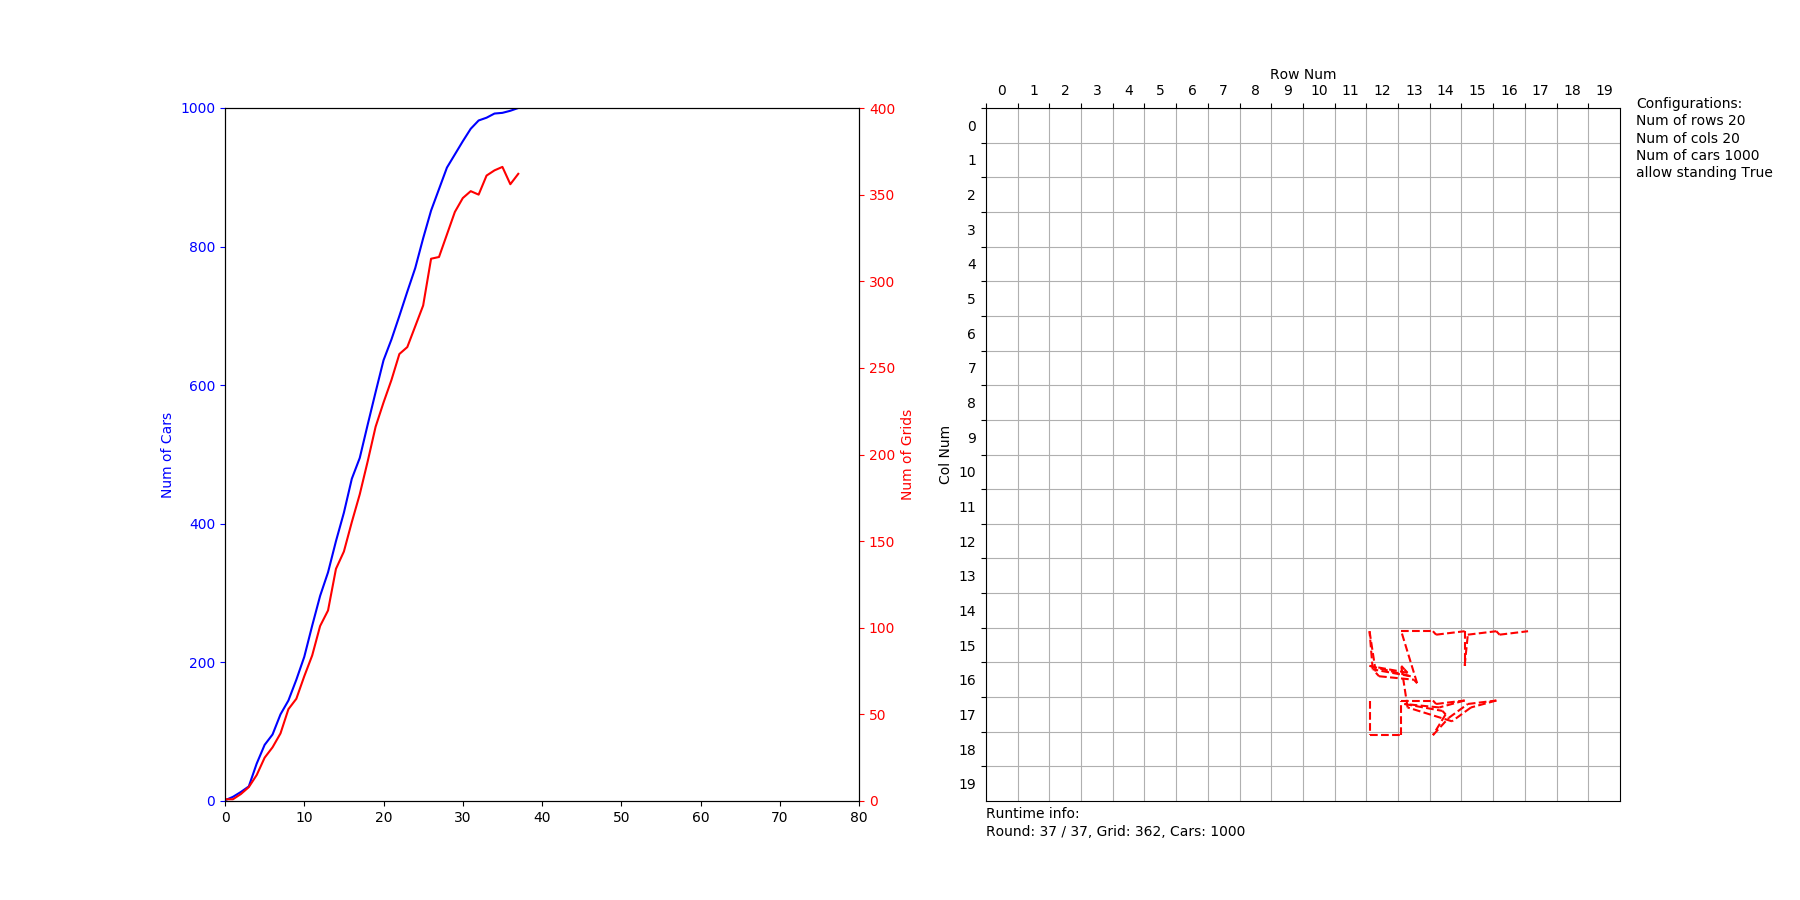 Num of Cars
1000
800
600
400
200
0
0 10 20 30 40 50 60 70 80
400
350
300
250
200
150
100
50
0
Num of Grids
Row Num
0 1 2 3 4 5 6 7 8 9 10 11 12 13 14 15 16 17 18 19
Col Num
0
1
2
3
4
5
6
7
8
9
10
11
12
13
14
15
16
17
18
19
Configurations:
Num of rows 20
Num of cols 20
Num of cars 1000
allow standing True
Runtime info:
Round: 37 / 37, Grid: 362, Cars: 1000